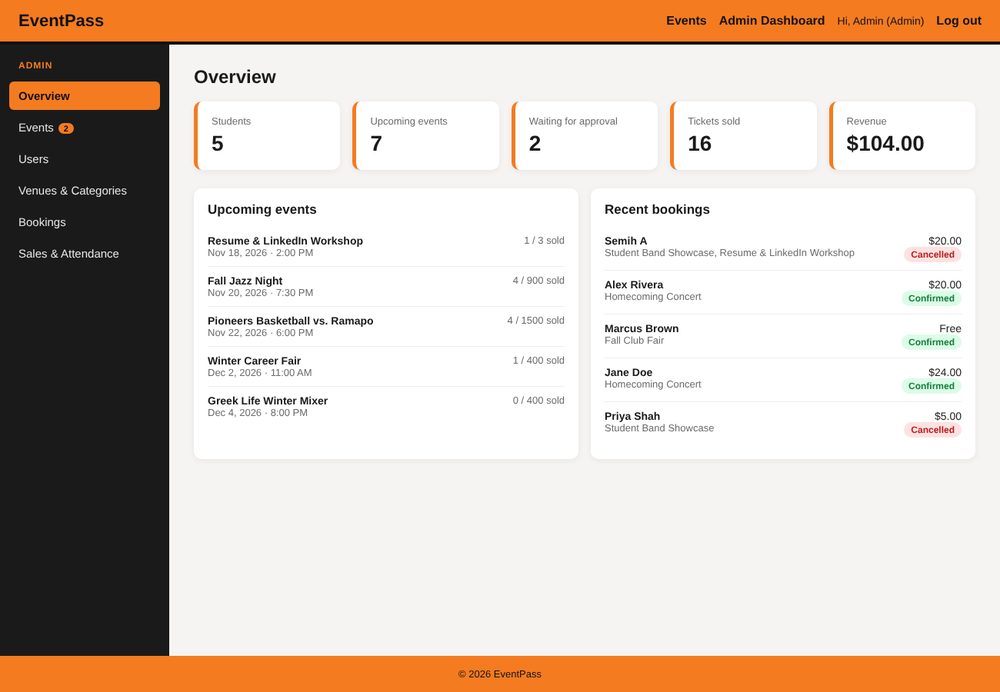 EventPass
Events Admin Dashboard Hi, Admin (Admin) Log out
ADMIN
Overview
Events 2
Users
Venues & Categories
Bookings
Sales & Attendance
Overview
Students
5
Upcoming events
7
Waiting for approval
2
Tickets sold
16
Revenue
$104.00
Upcoming events
Resume & LinkedIn Workshop 1 / 3 sold
Nov 18, 2026 · 2:00 PM
Fall Jazz Night 4 / 900 sold
Nov 20, 2026 · 7:30 PM
Pioneers Basketball vs. Ramapo 4 / 1500 sold
Nov 22, 2026 · 6:00 PM
Winter Career Fair 1 / 400 sold
Dec 2, 2026 · 11:00 AM
Greek Life Winter Mixer 0 / 400 sold
Dec 4, 2026 · 8:00 PM
Recent bookings
Semih A $20.00
Student Band Showcase, Resume & LinkedIn Workshop Cancelled
Alex Rivera $20.00
Homecoming Concert Confirmed
Marcus Brown Free
Fall Club Fair Confirmed
Jane Doe $24.00
Homecoming Concert Confirmed
Priya Shah $5.00
Student Band Showcase Cancelled
© 2026 EventPass